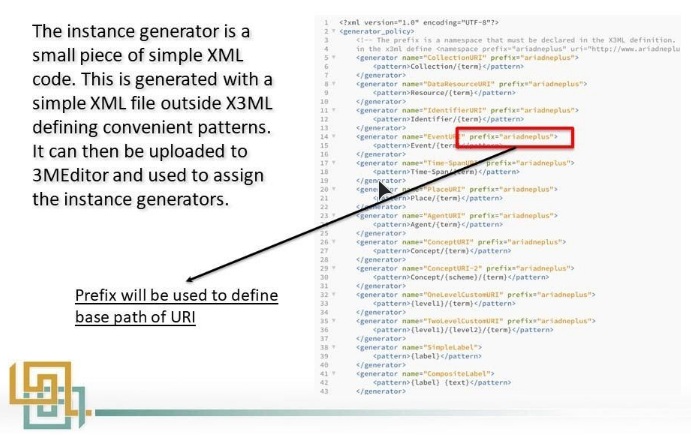 The instance generator is a
small piece of simple XML
code. This is generated with a
simple XML file outside X3ML
defining convenient patterns.
It can then be uploaded to
3MEditor and used to assign
the instance generators.
Prefix will be used to define
base path of URI
1 <?xml version="1.0" encoding="UTF-8"?>
2 <generator_policy>
3 <!-- The prefix is a namespace that must be declared in the X3ML definition.
4 in the x3ml define <namespace prefix="ariadneplus" uri="http://www.ariadneplu
5 <generator name="CollectionURI" prefix="ariadneplus">
6 <pattern>Collection/{term}</pattern>
7 </generator>
8 <generator name="DataResourceURI" prefix="ariadneplus">
9 <pattern>Resource/{term}</pattern>
10 </generator>
11 <generator name="IdentifierURI" prefix="ariadneplus">
12 <pattern>Identifier/{term}</pattern>
13 </generator>
14 <generator name="EventURI" prefix="ariadneplus">
15 <pattern>Event/{term}</pattern>
16 </generator>
17 <generator name="Time-SpanURI" prefix="ariadneplus">
18 <pattern>Time-Span/{term}</pattern>
19 </generator>
20 <generator name="PlaceURI" prefix="ariadneplus">
21 <pattern>Place/{term}</pattern>
22 </generator>
23 <generator name="AgentURI" prefix="ariadneplus">
24 <pattern>Agent/{term}</pattern>
25 </generator>
26 <generator name="ConceptURI" prefix="ariadneplus">
27 <pattern>Concept/{term}</pattern>
28 </generator>
29 <generator name="ConceptURI-2" prefix="ariadneplus">
30 <pattern>Concept/{scheme}/{term}</pattern>
31 </generator>
32 <generator name="OneLevelCustomURI" prefix="ariadneplus">
33 <pattern>{level1}/{term}</pattern>
34 </generator>
35 <generator name="TwoLevelCustomURI" prefix="ariadneplus">
36 <pattern>{level1}/{level2}/{term}</pattern>
37 </generator>
38 <generator name="SimpleLabel">
39 <pattern>{label}</pattern>
40 </generator>
41 <generator name="CompositeLabel">
42 <pattern>{label} {text}</pattern>
43 </generator>